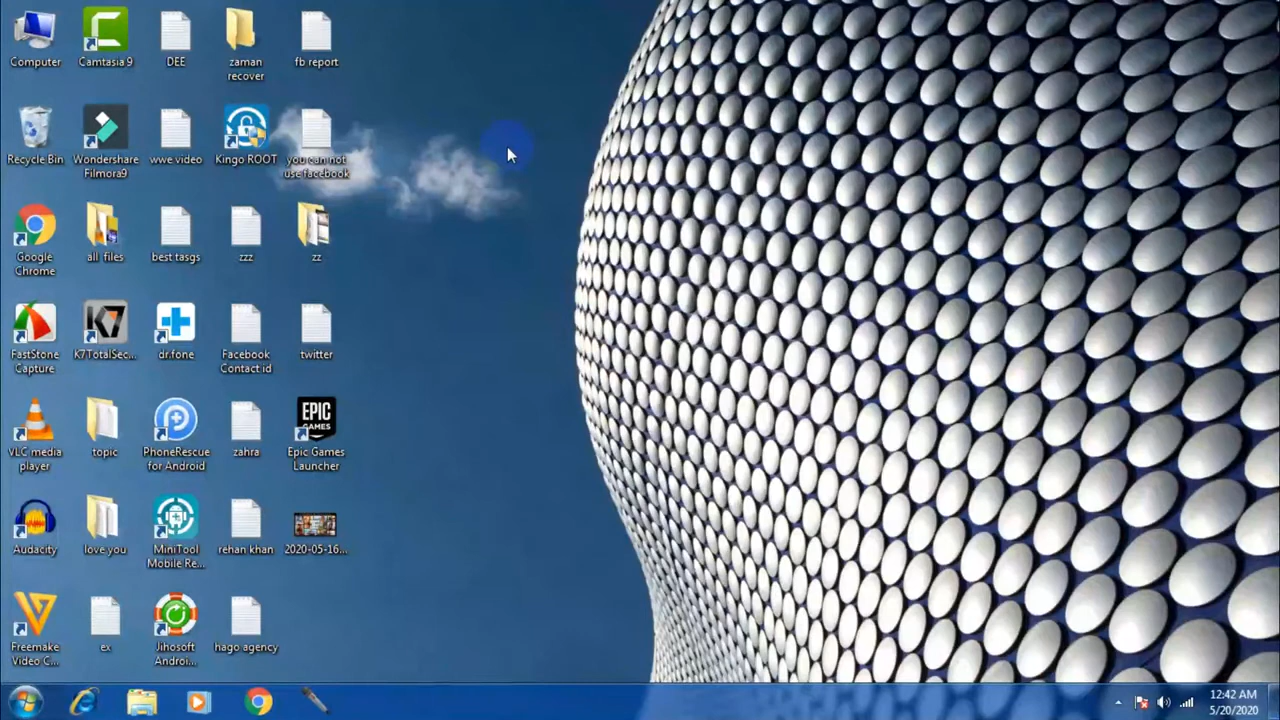 Computer
Camtasia 9
DEE
zaman
recover
fb report
Recycle Bin
Wondershare
Filmora9
wwe.video
Kingo ROOT
you can not
use facebook
Google
Chrome
all files
best tasgs
zzz
zz
FastStone
Capture
K7
K7TotalSec...
dr.fone
Facebook
Contact id
twitter
VLC media
player
topic
PhoneRescue
for Android
zahra
EPIC
GAMES
Epic Games
Launcher
Audacity
love you
MiniTool
Mobile Re...
rehan khan
2020-05-16...
Freemake
Video C...
ex
Jihosoft
Androi...
hago agency
12:42 AM
5/20/2020